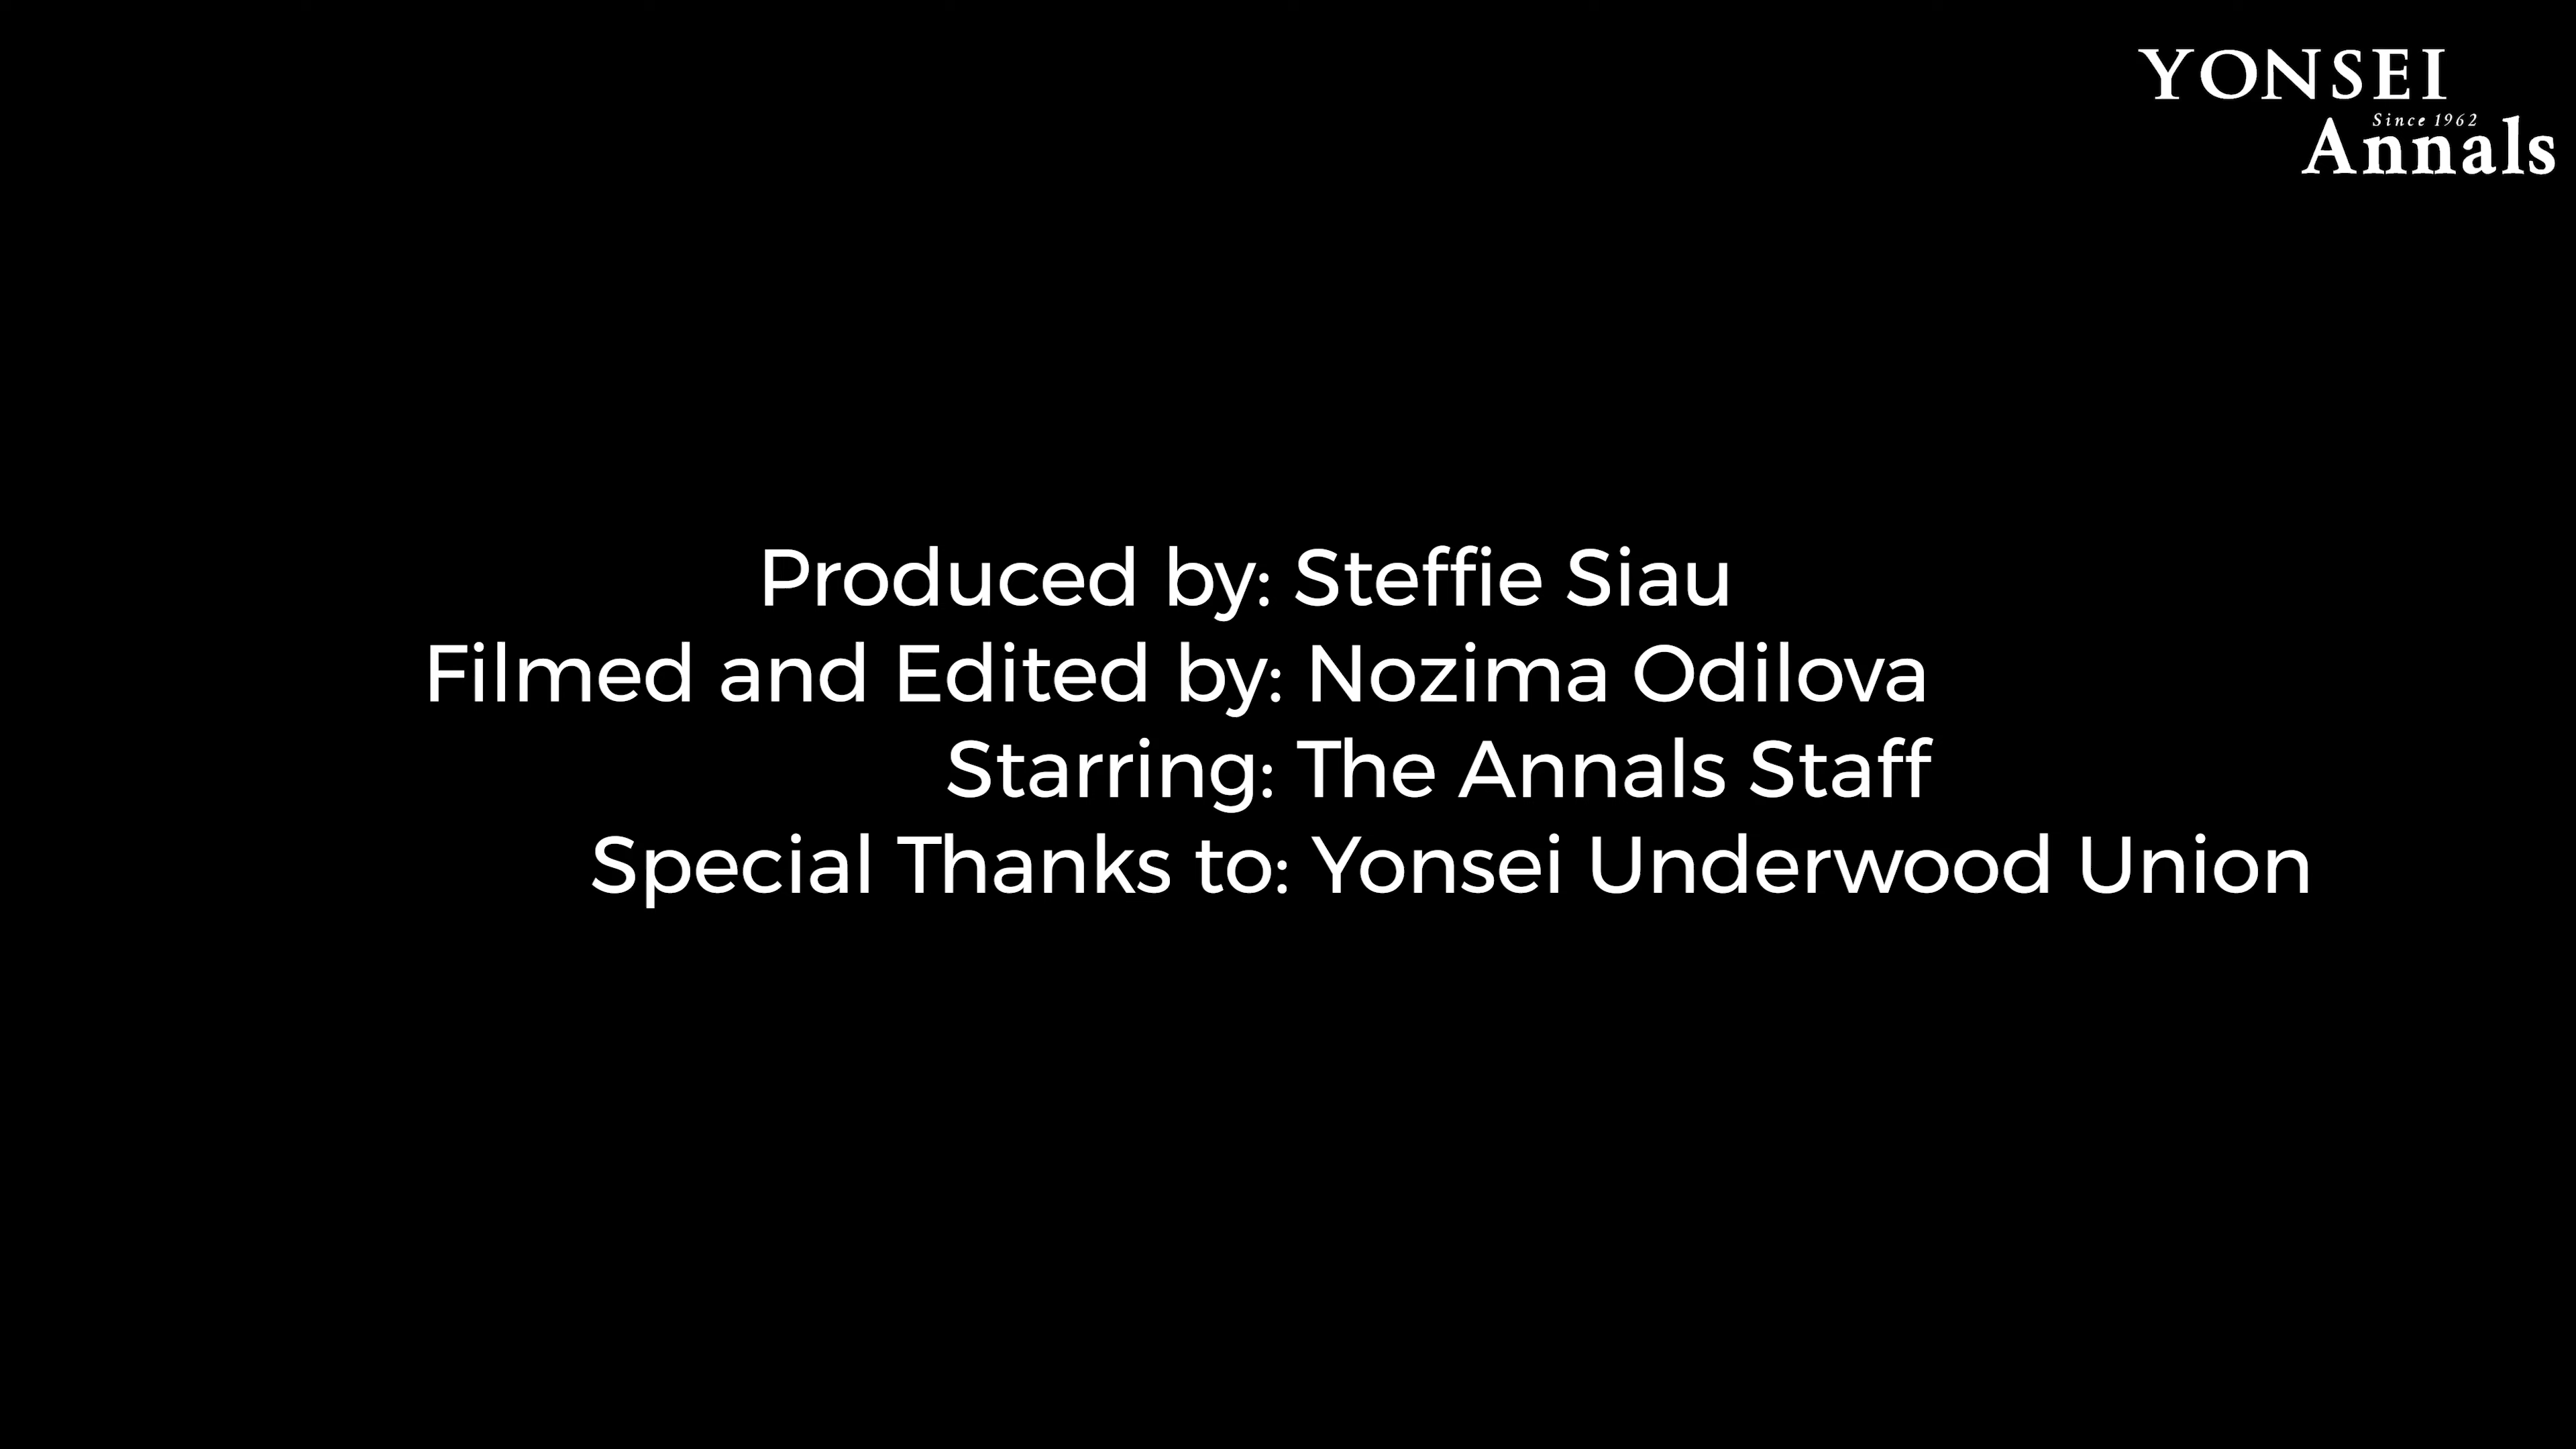 YONSEI
Since 1962
Annals
Produced by: Steffie Siau
Filmed and Edited by: Nozima Odilova
Starring: The Annals Staff
Special Thanks to: Yonsei Underwood Union